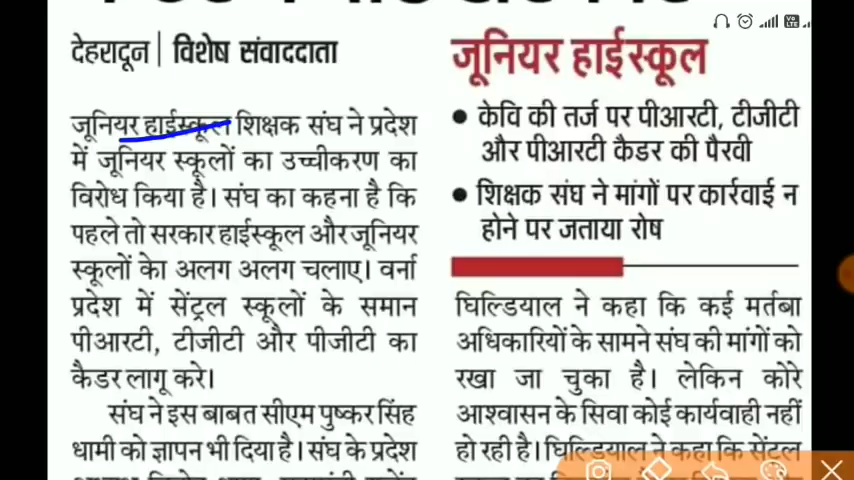 देहरादून | विशेष संवाददाता
जूनियर हाईस्कूल शिक्षक संघ ने प्रदेश
में जूनियर स्कूलों का उच्चीकरण का
विरोध किया है। संघ का कहना है कि
पहले तो सरकार हाईस्कूल और जूनियर
स्कूलों केा अलग अलग चलाए। वर्ना
प्रदेश में सेंट्रल स्कूलों के समान
पीआरटी, टीजीटी और पीजीटी का
कैडर लागू करे।
संघ ने इस बाबत सीएम पुष्कर सिंह
धामी को ज्ञापन भी दिया है। संघ के प्रदेश
जूनियर हाईस्कूल
● केवि की तर्ज पर पीआरटी, टीजीटी
और पीआरटी कैडर की पैरवी
● शिक्षक संघ ने मांगों पर कार्रवाई न
होने पर जताया रोष
घिल्डियाल ने कहा कि कई मर्तबा
अधिकारियों के सामने संघ की मांगों को
रखा जा चुका है। लेकिन कोरे
आश्वासन के सिवा कोई कार्यवाही नहीं
हो रही है। घिल्डियाल ने कहा कि सेंट्रल